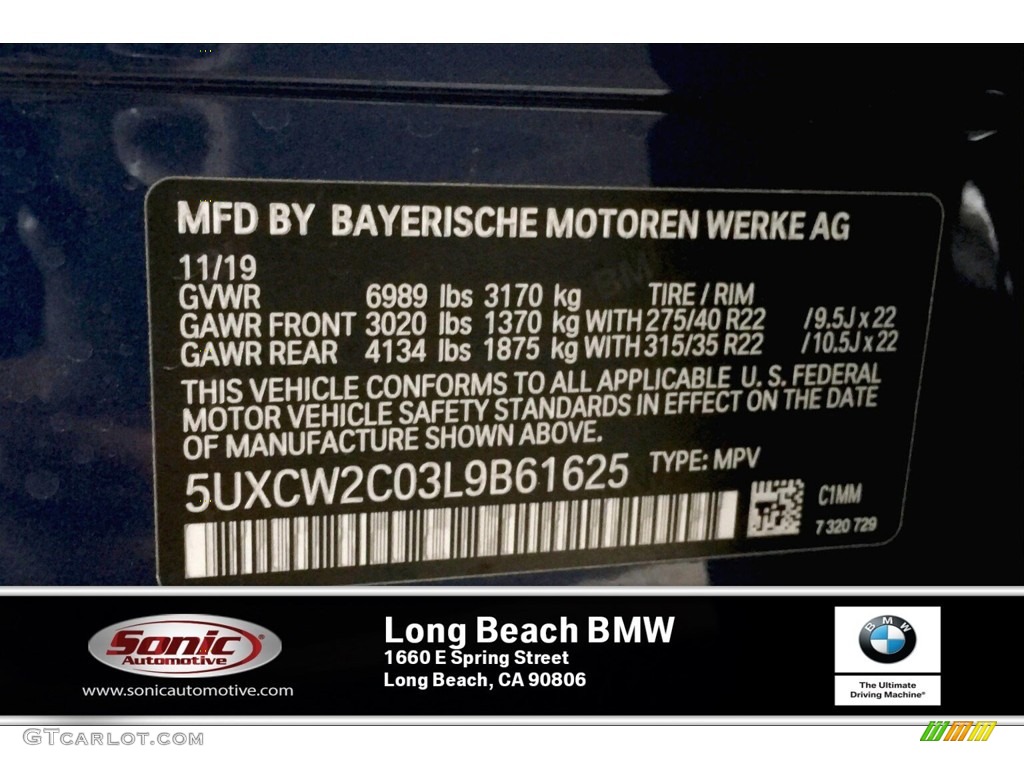 MFD BY BAYERISCHE MOTOREN WERKE AG
11/19
GVWR 6989 lbs 3170 kg TIRE / RIM
GAWR FRONT 3020 lbs 1370 kg WITH 275/40 R22 /9.5J x 22
GAWR REAR 4134 lbs 1875 kg WITH 315/35 R22 /10.5J x 22
THIS VEHICLE CONFORMS TO ALL APPLICABLE U. S. FEDERAL
MOTOR VEHICLE SAFETY STANDARDS IN EFFECT ON THE DATE
OF MANUFACTURE SHOWN ABOVE.
5UXCW2C03L9B61625 TYPE: MPV
C1MM
7 320 729
Sonic
Automotive
www.sonicautomotive.com
Long Beach BMW
1660 E Spring Street
Long Beach, CA 90806
BMW
The Ultimate
Driving Machine®
GTcarlot.com